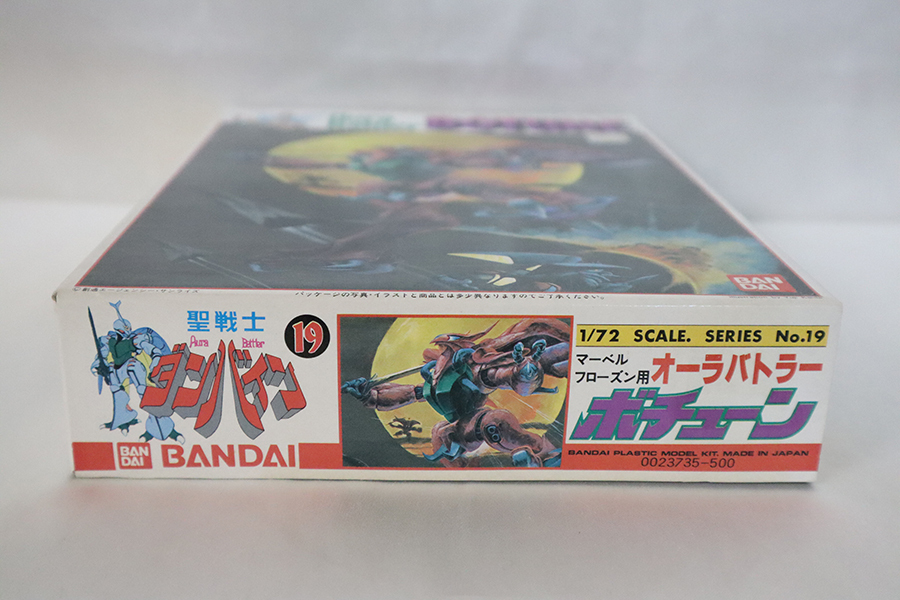 BAN
DAI
パッケージの写真・イラストと商品とは多少異なりますのでご了承ください。
聖戦士
Aura Battler
ダンバイン
19
BAN
DAI
BANDAI
1/72 SCALE. SERIES No.19
マーベル
フローズン用
オーラバトラー
ボチューン
BANDAI PLASTIC MODEL KIT. MADE IN JAPAN
0023735-500